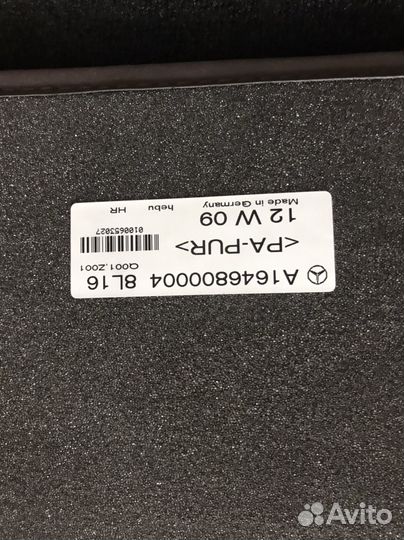 A1646800004 8L16
Q001,Z001
<PA-PUR>
0100653027
12 W 09
Made in Germany hebu HR
Avito